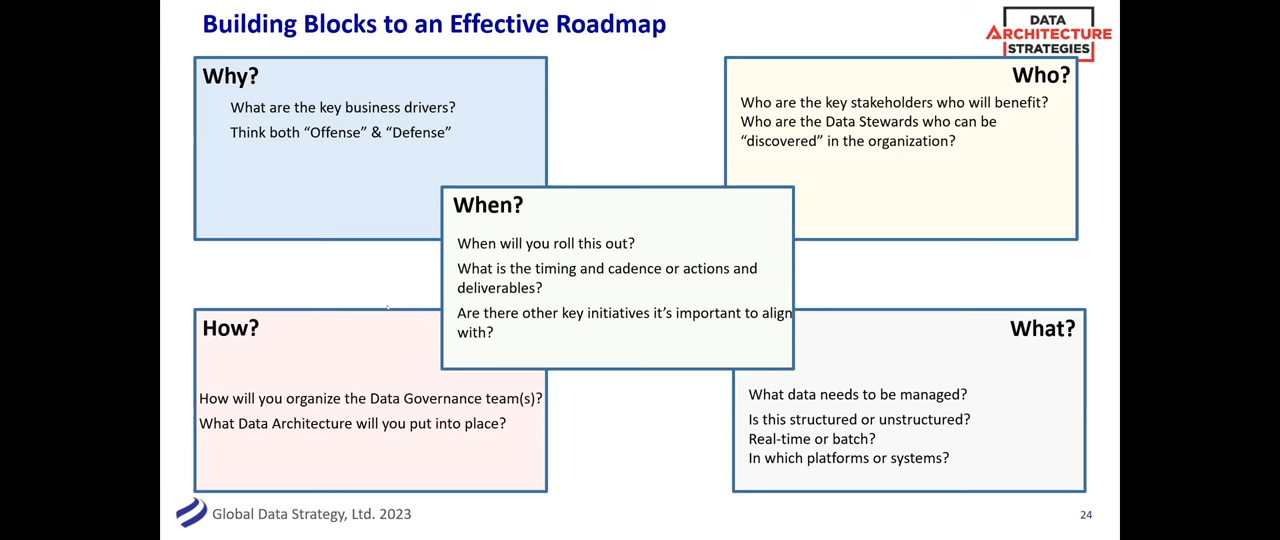 Building Blocks to an Effective Roadmap
DATA
ARCHITECTURE
STRATEGIES
Why?
What are the key business drivers?
Think both “Offense” & “Defense”
Who?
Who are the key stakeholders who will benefit?
Who are the Data Stewards who can be
“discovered” in the organization?
When?
When will you roll this out?
What is the timing and cadence or actions and
deliverables?
Are there other key initiatives it’s important to align
with?
How?
How will you organize the Data Governance team(s)?
What Data Architecture will you put into place?
What?
What data needs to be managed?
Is this structured or unstructured?
Real-time or batch?
In which platforms or systems?
Global Data Strategy, Ltd. 2023
24